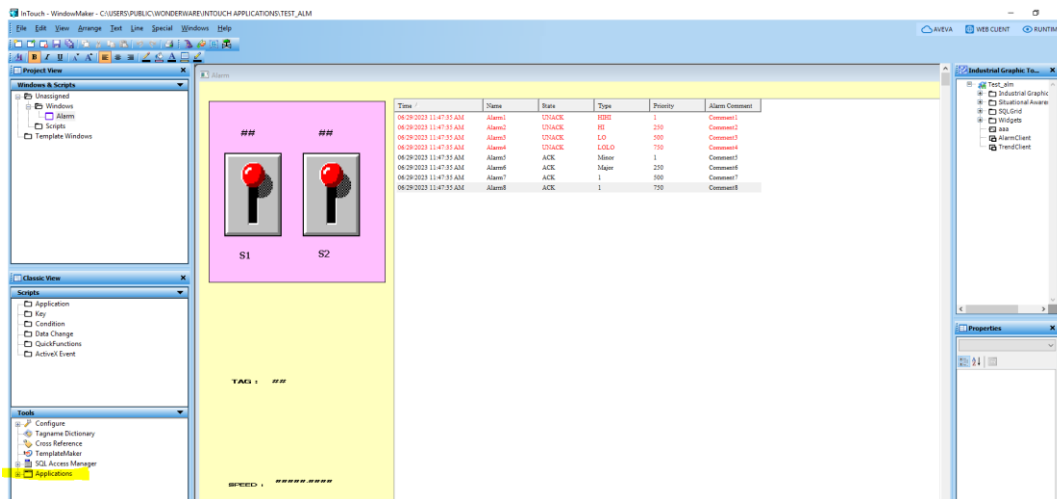 InTouch - WindowMaker - C:\USERS\PUBLIC\WONDERWARE\INTOUCH APPLICATIONS\TEST_ALM
File Edit View Arrange Text Line Special Windows Help
AVEVA WEB CLIENT RUNTIM
Project View
Windows & Scripts
Unassigned
Windows
Alarm
Scripts
Template Windows
Classic View
Scripts
Application
Key
Condition
Data Change
QuickFunctions
ActiveX Event
Tools
Configure
Tagname Dictionary
Cross Reference
TemplateMaker
SQL Access Manager
Applications
Alarm
## ##
S1 S2
TAG : ##
SPEED : #####.####
Time / Name State Type Priority Alarm Comment
06/29/2023 11:47:35 AM Alarm1 UNACK HIHI 1 Comment1
06/29/2023 11:47:35 AM Alarm2 UNACK HI 250 Comment2
06/29/2023 11:47:35 AM Alarm3 UNACK LO 500 Comment3
06/29/2023 11:47:35 AM Alarm4 UNACK LOLO 750 Comment4
06/29/2023 11:47:35 AM Alarm5 ACK Minor 1 Comment5
06/29/2023 11:47:35 AM Alarm6 ACK Major 250 Comment6
06/29/2023 11:47:35 AM Alarm7 ACK 1 500 Comment7
06/29/2023 11:47:35 AM Alarm8 ACK 1 750 Comment8
Industrial Graphic To...
Test_alm
Industrial Graphic
Situational Aware
SQLGrid
Widgets
aaa
AlarmClient
TrendClient
Properties